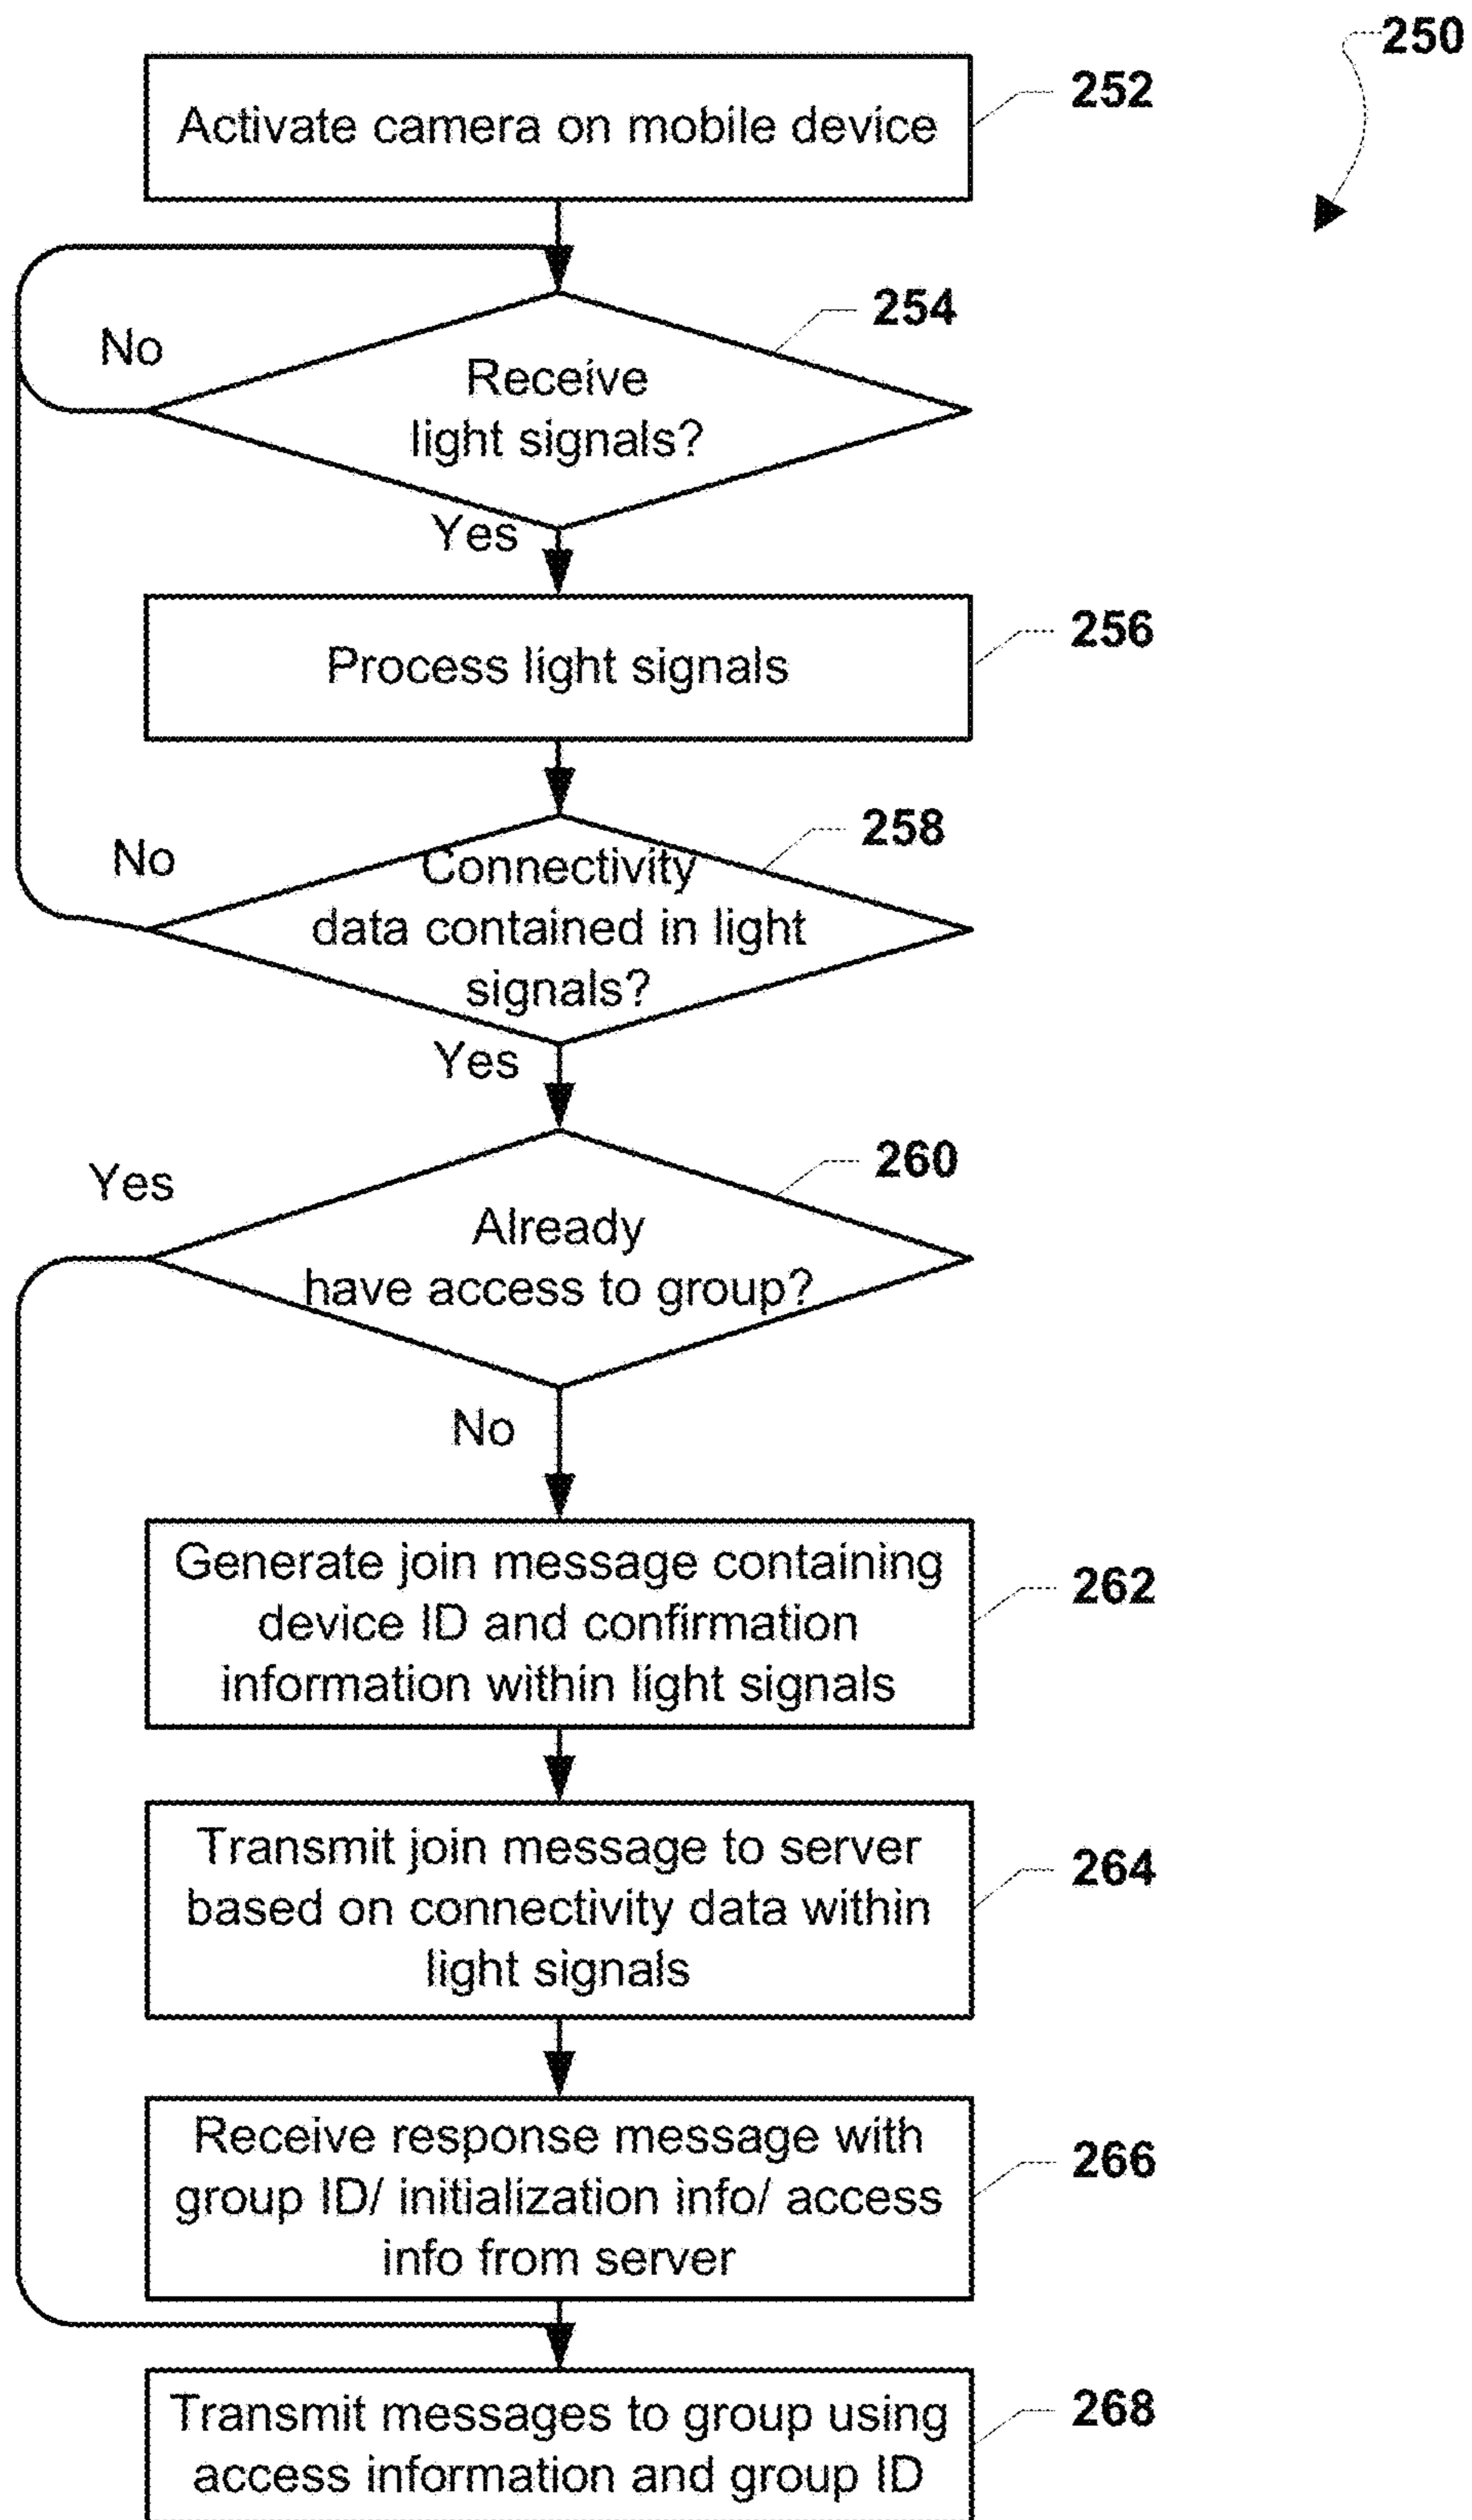 250
Activate camera on mobile device
252
254
No
Receive
light signals?
Yes
Process light signals
256
258
No
Connectivity
data contained in light
signals?
Yes
260
Yes
Already
have access to group?
No
Generate join message containing
device ID and confirmation
information within light signals
262
Transmit join message to server
based on connectivity data within
light signals
264
Receive response message with
group ID/ initialization info/ access
info from server
266
Transmit messages to group using
access information and group ID
268